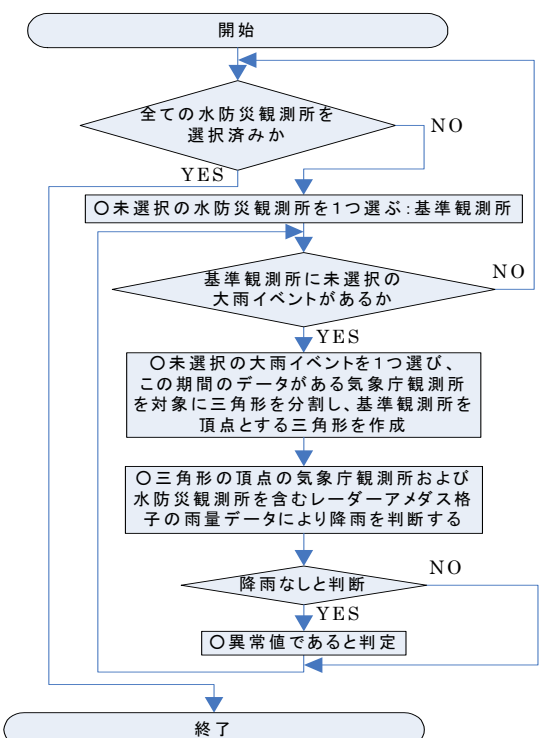 開始
全ての水防災観測所を
選択済みか
NO
YES
〇未選択の水防災観測所を1つ選ぶ:基準観測所
基準観測所に未選択の
大雨イベントがあるか
NO
YES
〇未選択の大雨イベントを1つ選び、
この期間のデータがある気象庁観測所
を対象に三角形を分割し、基準観測所を
頂点とする三角形を作成
〇三角形の頂点の気象庁観測所および
水防災観測所を含むレーダーアメダス格
子の雨量データにより降雨を判断する
降雨なしと判断
NO
YES
〇異常値であると判定
終了